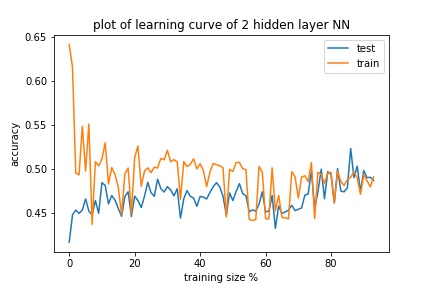 plot of learning curve of 2 hidden layer NN
test
train
accuracy
0.65
0.60
0.55
0.50
0.45
0 20 40 60 80
training size %